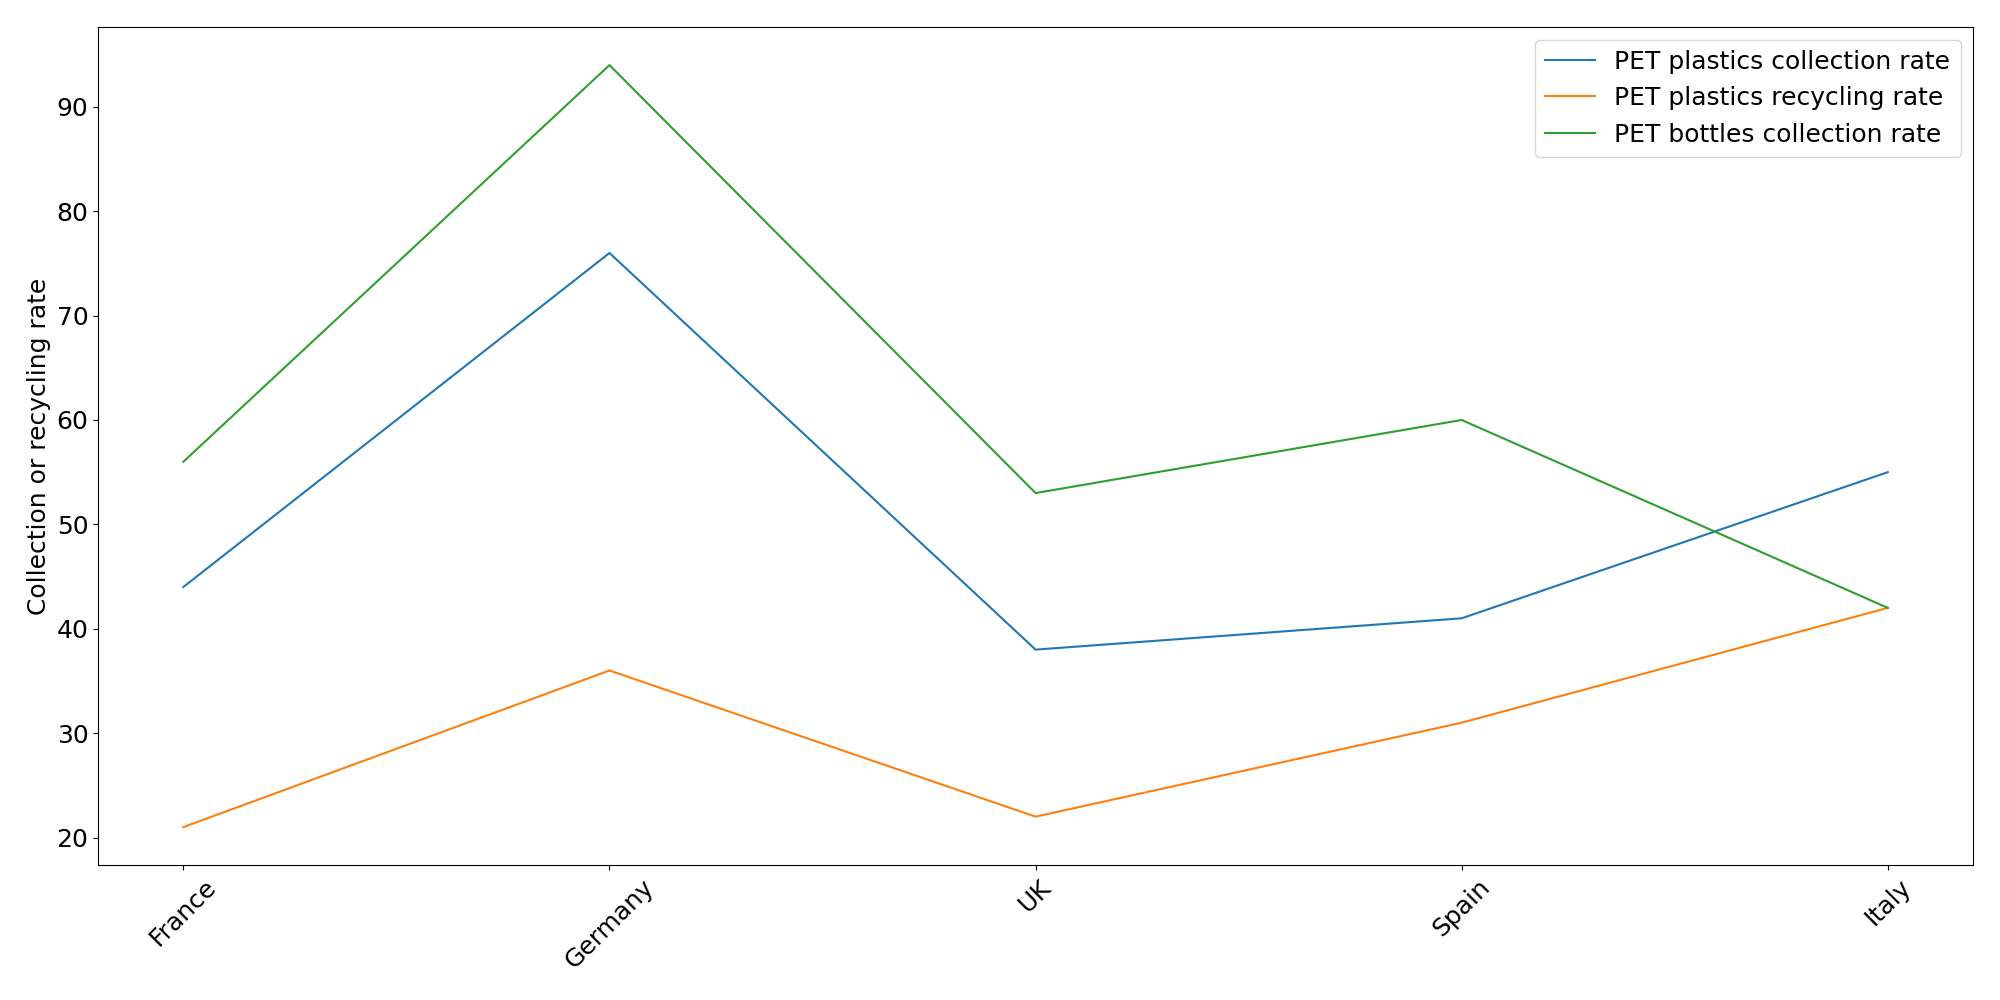 PET plastics collection rate
PET plastics recycling rate
PET bottles collection rate
Collection or recycling rate
90
80
70
60
50
40
30
20
France
Germany
UK
Spain
Italy